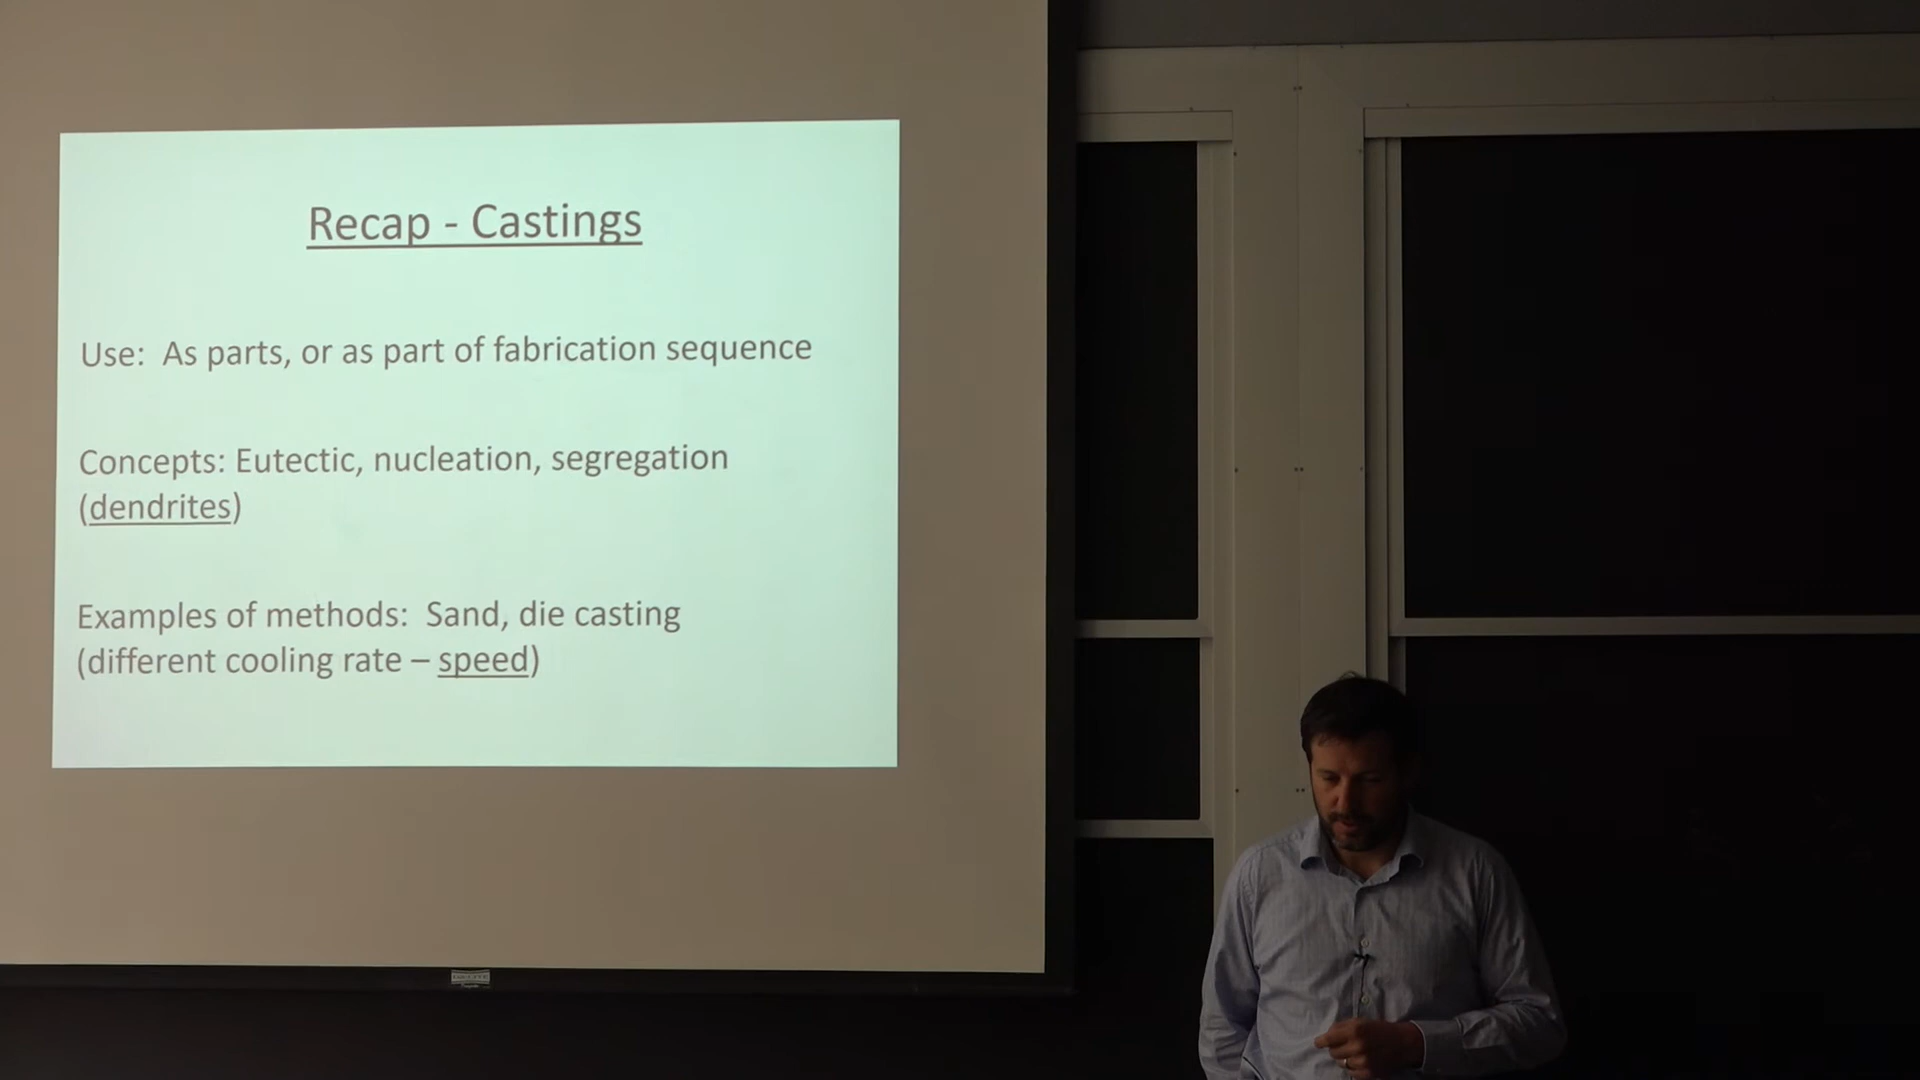 Recap - Castings
Use: As parts, or as part of fabrication sequence
Concepts: Eutectic, nucleation, segregation
(dendrites)
Examples of methods: Sand, die casting
(different cooling rate – speed)